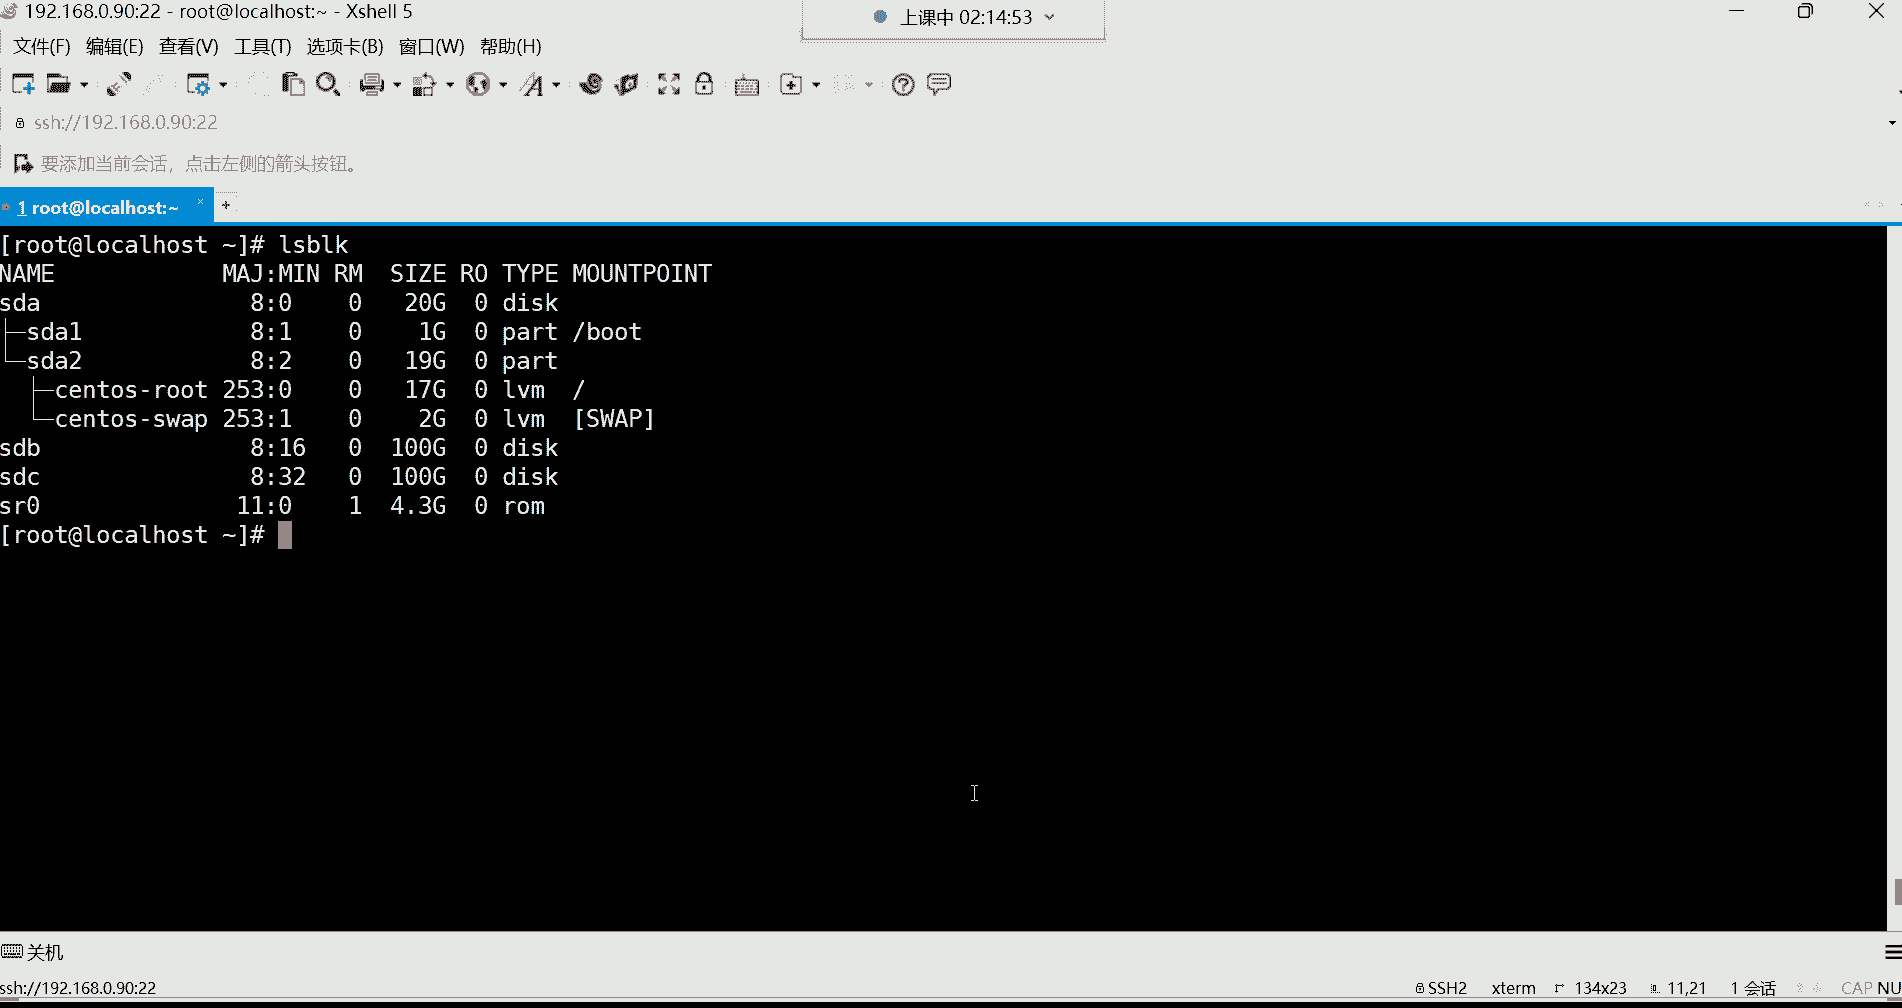 192.168.0.90:22 - root@localhost:~ - Xshell 5
上课中 02:14:53
文件(F) 编辑(E) 查看(V) 工具(T) 选项卡(B) 窗口(W) 帮助(H)
ssh://192.168.0.90:22
要添加当前会话，点击左侧的箭头按钮。
1 root@localhost:~ × +
[root@localhost ~]# lsblk
NAME            MAJ:MIN RM  SIZE RO TYPE MOUNTPOINT
sda               8:0    0   20G  0 disk
├─sda1            8:1    0    1G  0 part /boot
└─sda2            8:2    0   19G  0 part
  ├─centos-root 253:0    0   17G  0 lvm  /
  └─centos-swap 253:1    0    2G  0 lvm  [SWAP]
sdb               8:16   0  100G  0 disk
sdc               8:32   0  100G  0 disk
sr0              11:0    1  4.3G  0 rom
[root@localhost ~]#
关机
ssh://192.168.0.90:22 SSH2 xterm 134x23 11,21 1 会话 CAP NU